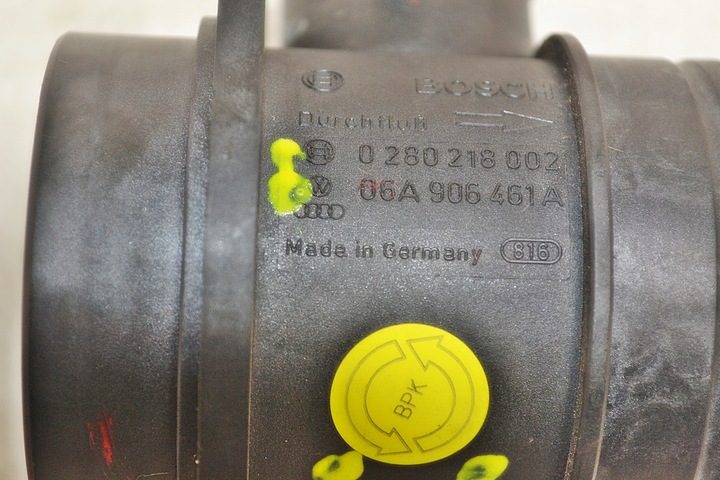 BOSCH
Durchfluß
0 280 218 002
06A 906 461 A
Made in Germany 816
BPK